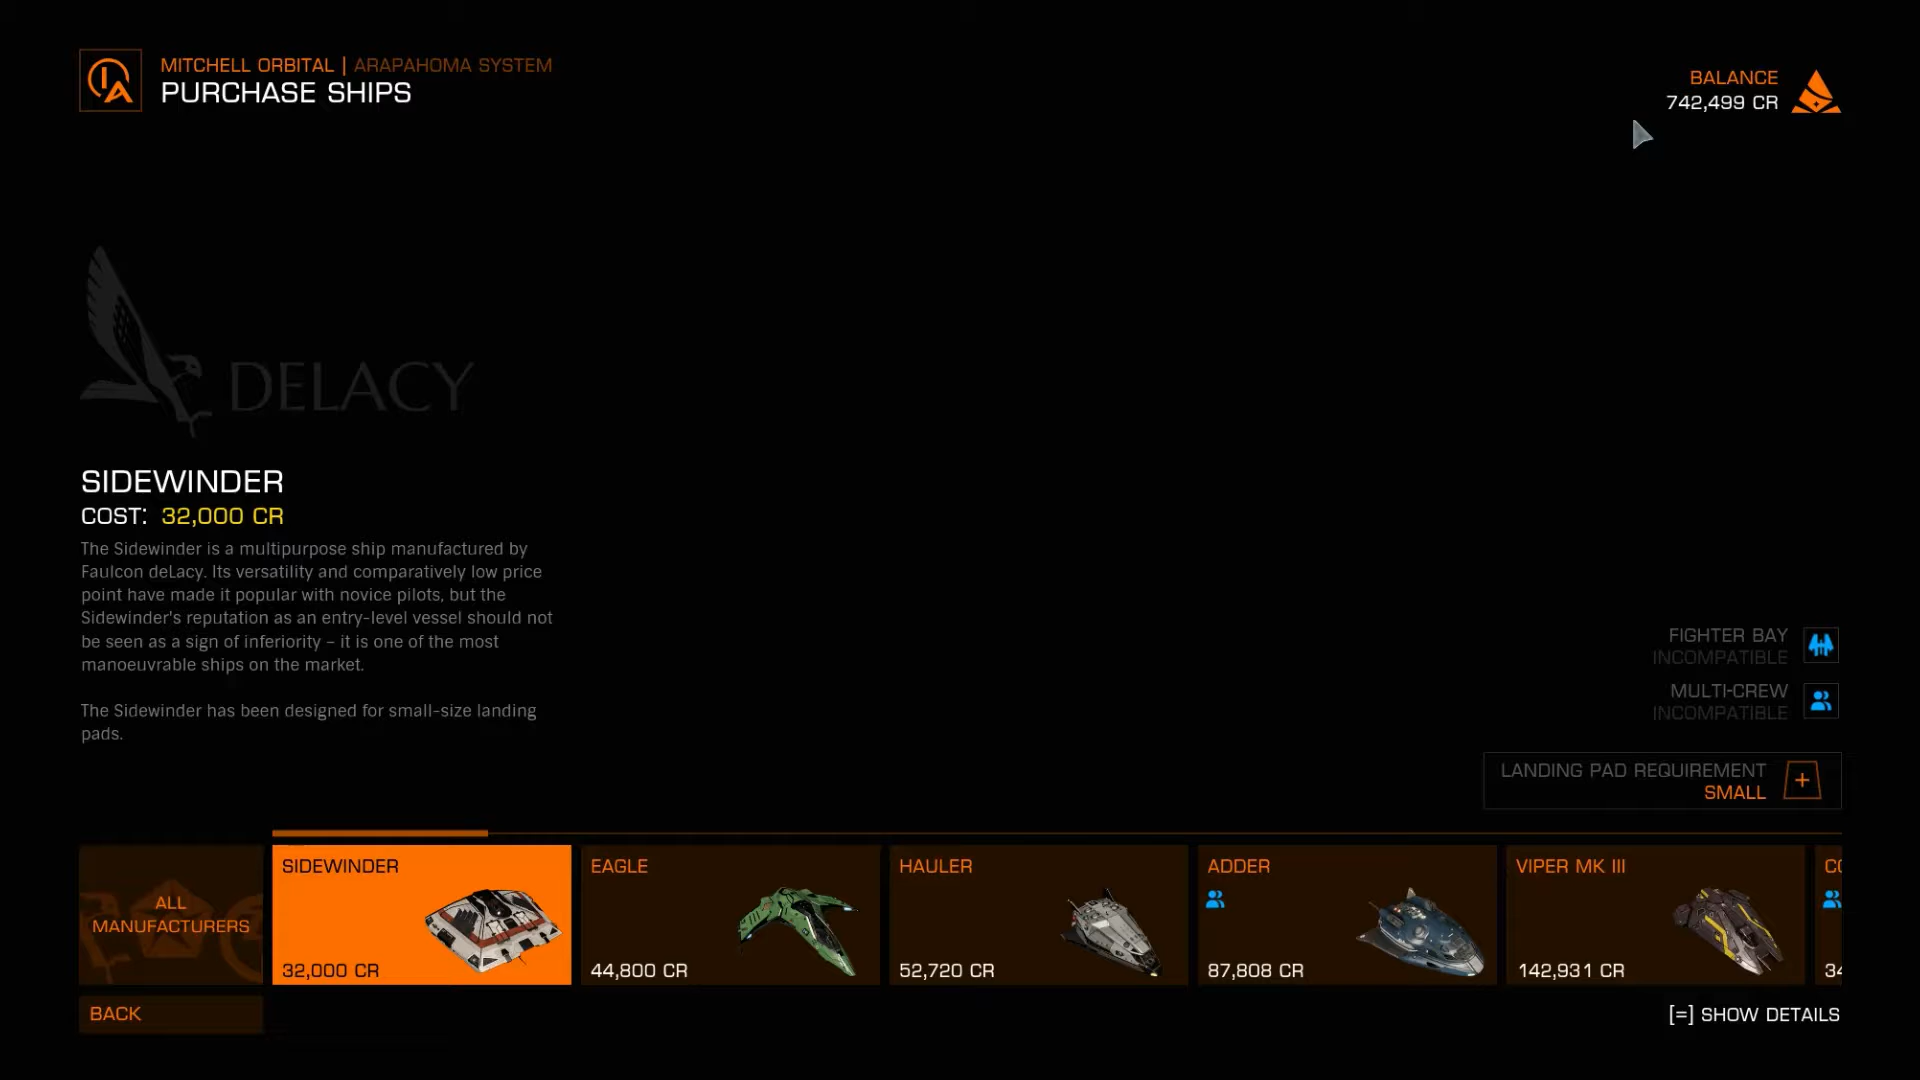 MITCHELL ORBITAL | ARAPAHOMA SYSTEM
PURCHASE SHIPS
BALANCE
742,499 CR
DELACY
SIDEWINDER
COST: 32,000 CR
The Sidewinder is a multipurpose ship manufactured by
Faulcon deLacy. Its versatility and comparatively low price
point have made it popular with novice pilots, but the
Sidewinder's reputation as an entry-level vessel should not
be seen as a sign of inferiority – it is one of the most
manoeuvrable ships on the market.
The Sidewinder has been designed for small-size landing
pads.
FIGHTER BAY
INCOMPATIBLE
MULTI-CREW
INCOMPATIBLE
LANDING PAD REQUIREMENT
SMALL
ALL
MANUFACTURERS
SIDEWINDER
32,000 CR
EAGLE
44,800 CR
HAULER
52,720 CR
ADDER
87,808 CR
VIPER MK III
142,931 CR
BACK
[=] SHOW DETAILS